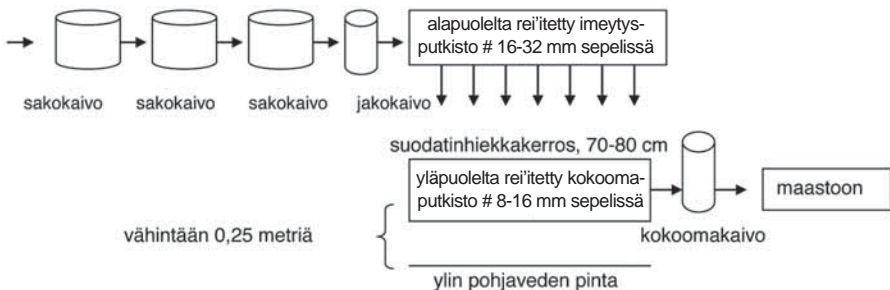 alapuolelta rei'itetty imeytys-
putkisto # 16-32 mm sepelissä
sakokaivo sakokaivo sakokaivo jakokaivo
suodatinhiekkakerros, 70-80 cm
yläpuolelta rei'itetty kokooma-
putkisto # 8-16 mm sepelissä
maastoon
vähintään 0,25 metriä
kokoomakaivo
ylin pohjaveden pinta